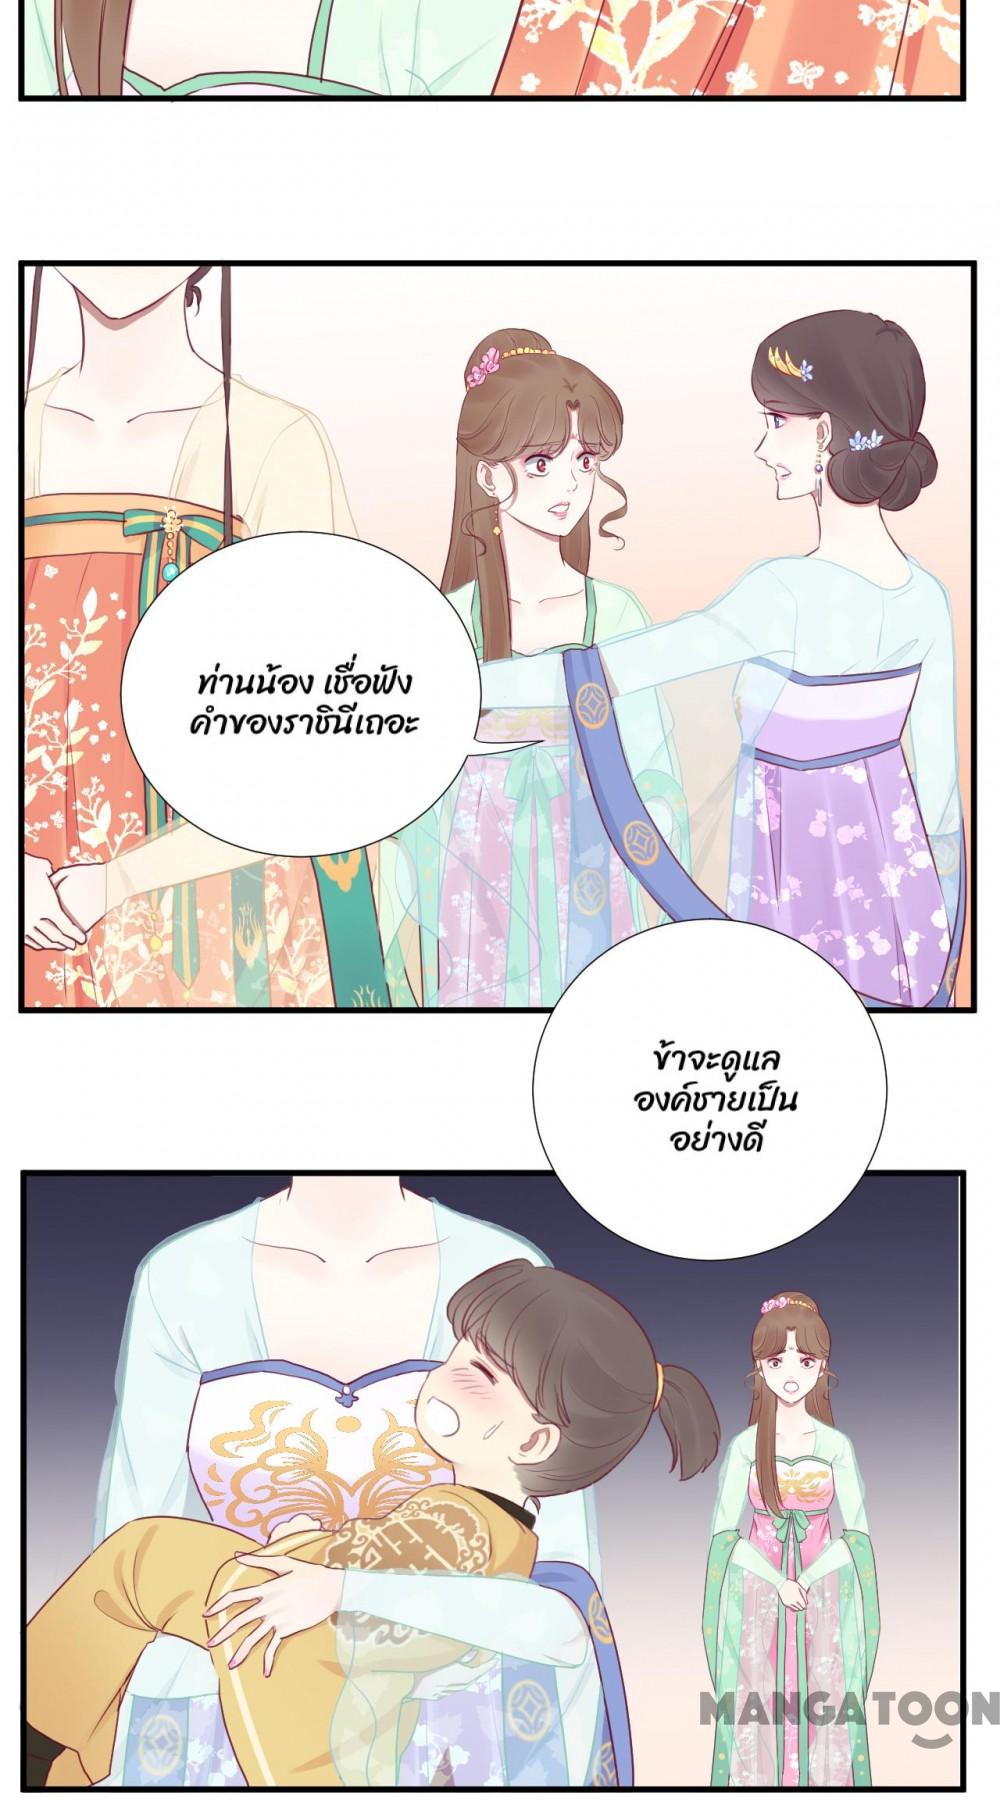 ท่านน้อง เชื่อฟัง
คำของราชินีเถอะ
ข้าจะดูแล
องค์ชายเป็น
อย่างดี
MANGATOON